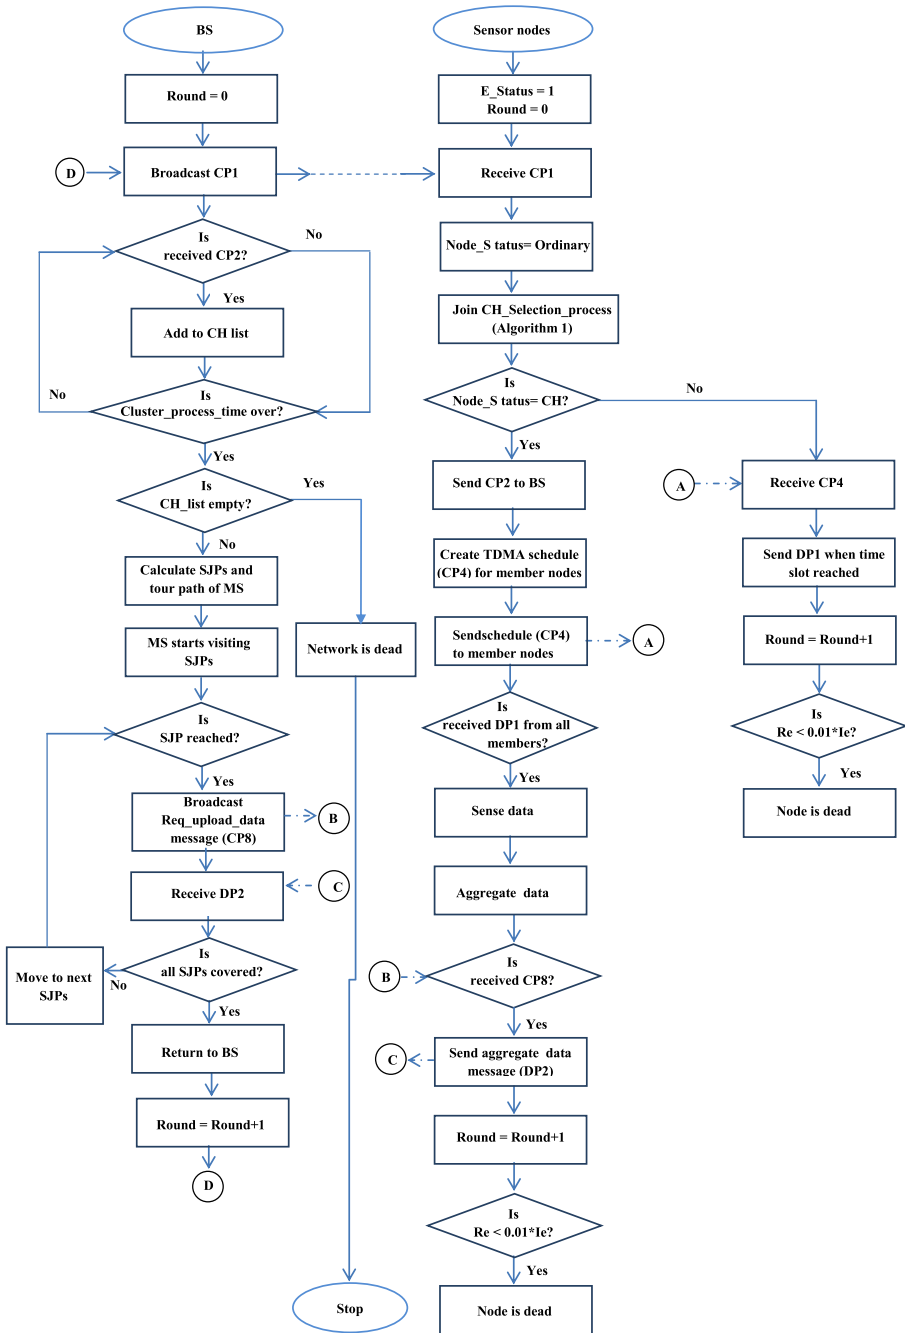 BS
Round = 0
D
Broadcast CP1
Is
received CP2?
No
Yes
Add to CH list
No
Is
Cluster_process_time over?
Yes
Is
CH_list empty?
Yes
No
Calculate SJPs and
tour path of MS
MS starts visiting
SJPs
Network is dead
Is
SJP reached?
Yes
Broadcast
Req_upload_data
message (CP8)
B
Receive DP2
C
Is
all SJPs covered?
No
Move to next
SJPs
Yes
Return to BS
Round = Round+1
D
Stop
Sensor nodes
E_Status = 1
Round = 0
Receive CP1
Node_S tatus= Ordinary
Join CH_Selection_process
(Algorithm 1)
Is
Node_S tatus= CH?
No
Yes
Send CP2 to BS
Create TDMA schedule
(CP4) for member nodes
Sendschedule (CP4)
to member nodes
A
Is
received DP1 from all
members?
Yes
Sense data
Aggregate data
B
Is
received CP8?
Yes
C
Send aggregate data
message (DP2)
Round = Round+1
Is
Re < 0.01*Ie?
Yes
Node is dead
A
Receive CP4
Send DP1 when time
slot reached
Round = Round+1
Is
Re < 0.01*Ie?
Yes
Node is dead